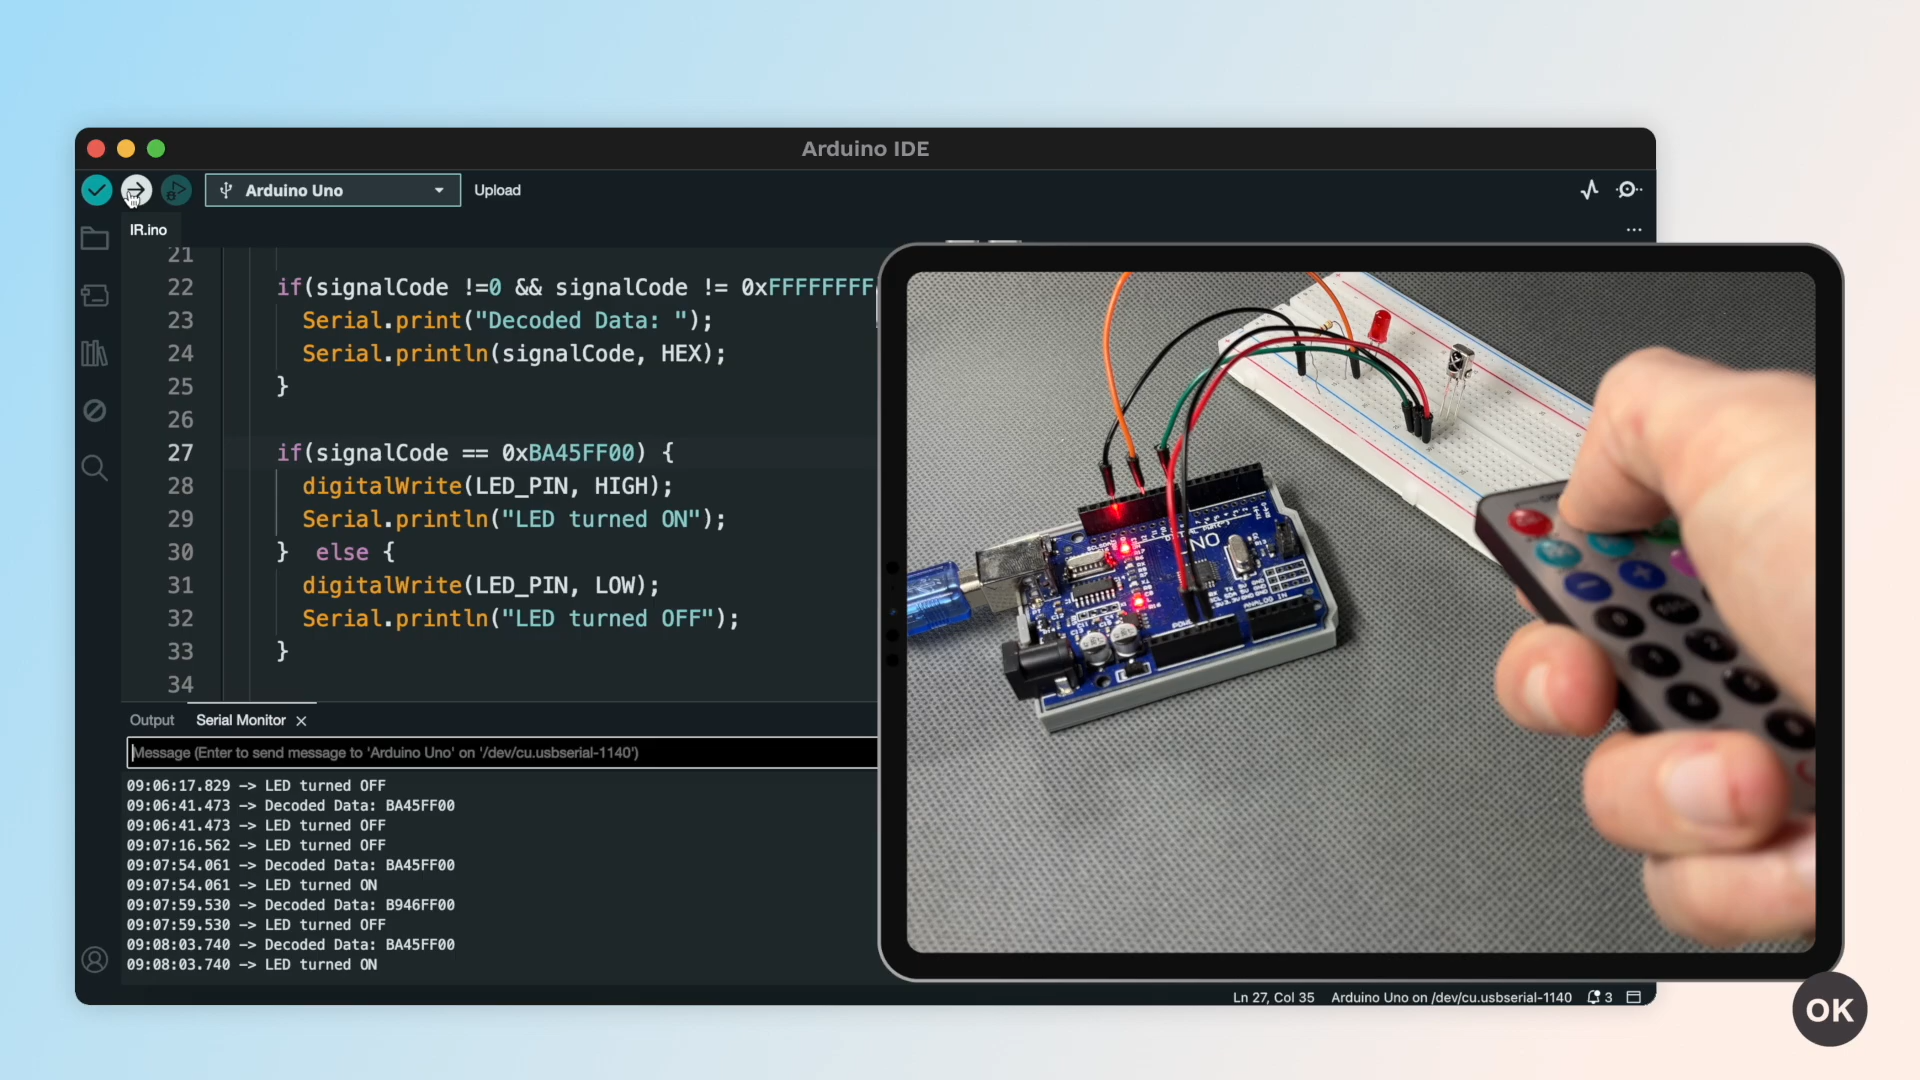 Arduino IDE
Arduino Uno
Upload
IR.ino
21
22 if(signalCode !=0 && signalCode != 0xFFFFFFFF
23 Serial.print("Decoded Data: ");
24 Serial.println(signalCode, HEX);
25 }
26
27 if(signalCode == 0xBA45FF00) {
28 digitalWrite(LED_PIN, HIGH);
29 Serial.println("LED turned ON");
30 } else {
31 digitalWrite(LED_PIN, LOW);
32 Serial.println("LED turned OFF");
33 }
34
Output Serial Monitor
Message (Enter to send message to 'Arduino Uno' on '/dev/cu.usbserial-1140')
09:06:17.829 -> LED turned OFF
09:06:41.473 -> Decoded Data: BA45FF00
09:06:41.473 -> LED turned OFF
09:07:16.562 -> LED turned OFF
09:07:54.061 -> Decoded Data: BA45FF00
09:07:54.061 -> LED turned ON
09:07:59.530 -> Decoded Data: B946FF00
09:07:59.530 -> LED turned OFF
09:08:03.740 -> Decoded Data: BA45FF00
09:08:03.740 -> LED turned ON
Ln 27, Col 35 Arduino Uno on /dev/cu.usbserial-1140 3
UNO
ANALOG IN
OK